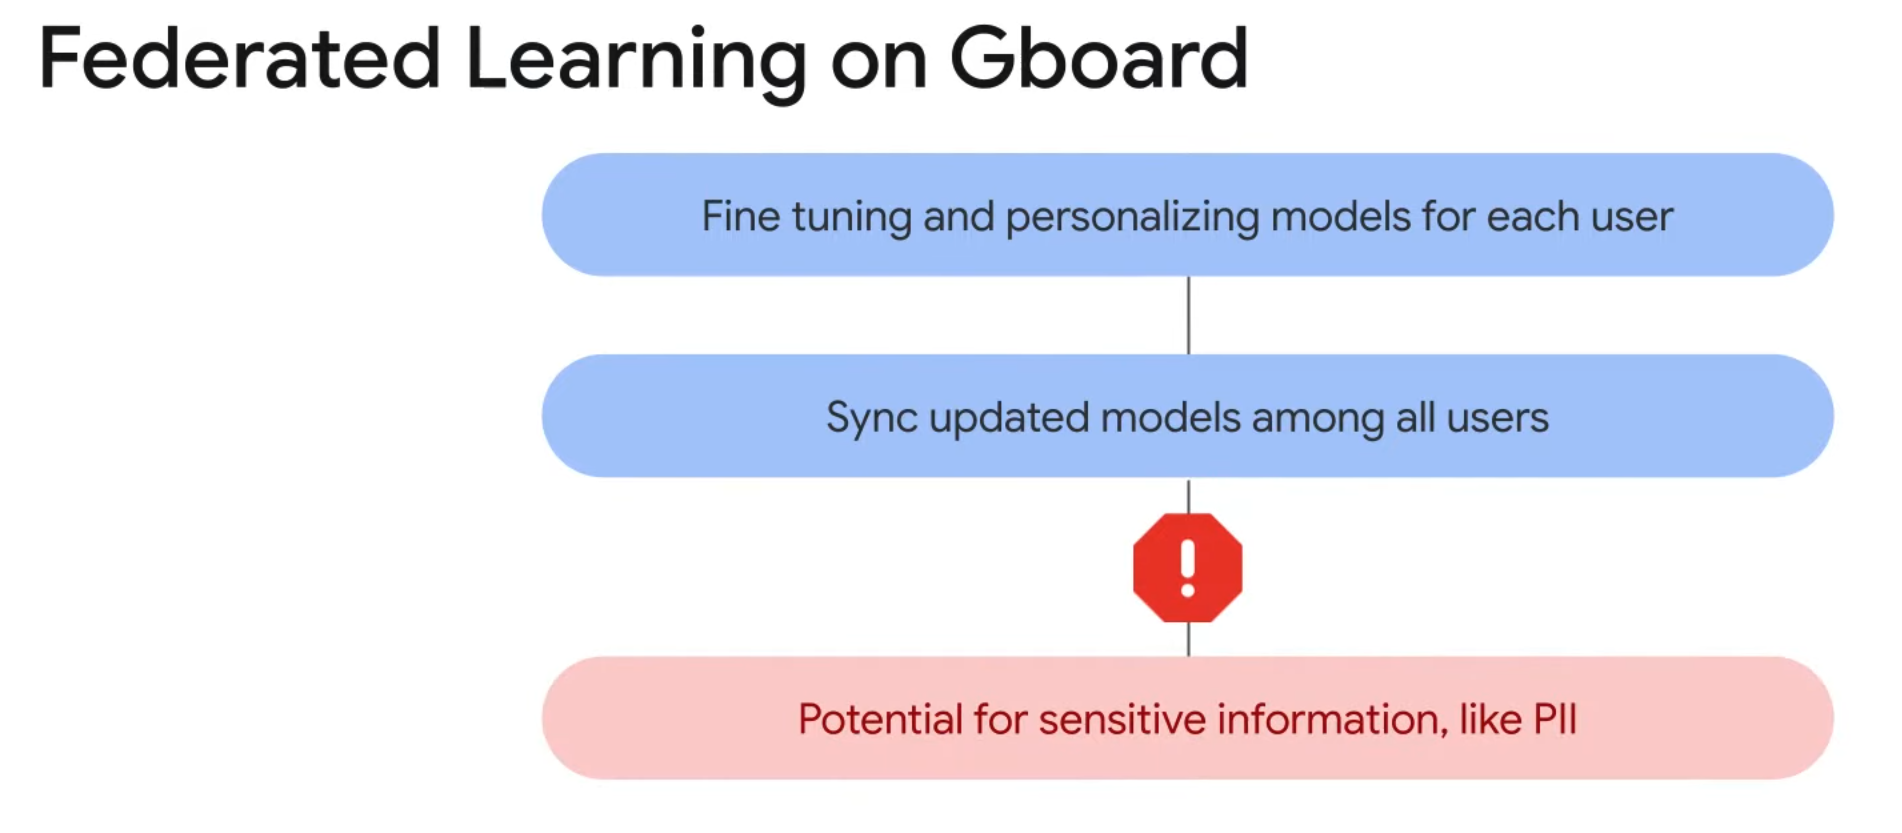 Federated Learning on Gboard
Fine tuning and personalizing models for each user
Sync updated models among all users
Potential for sensitive information, like PII